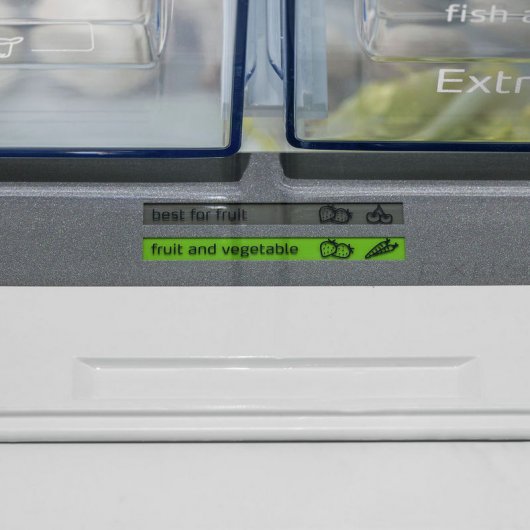 fish a
Extr
best for fruit
fruit and vegetable